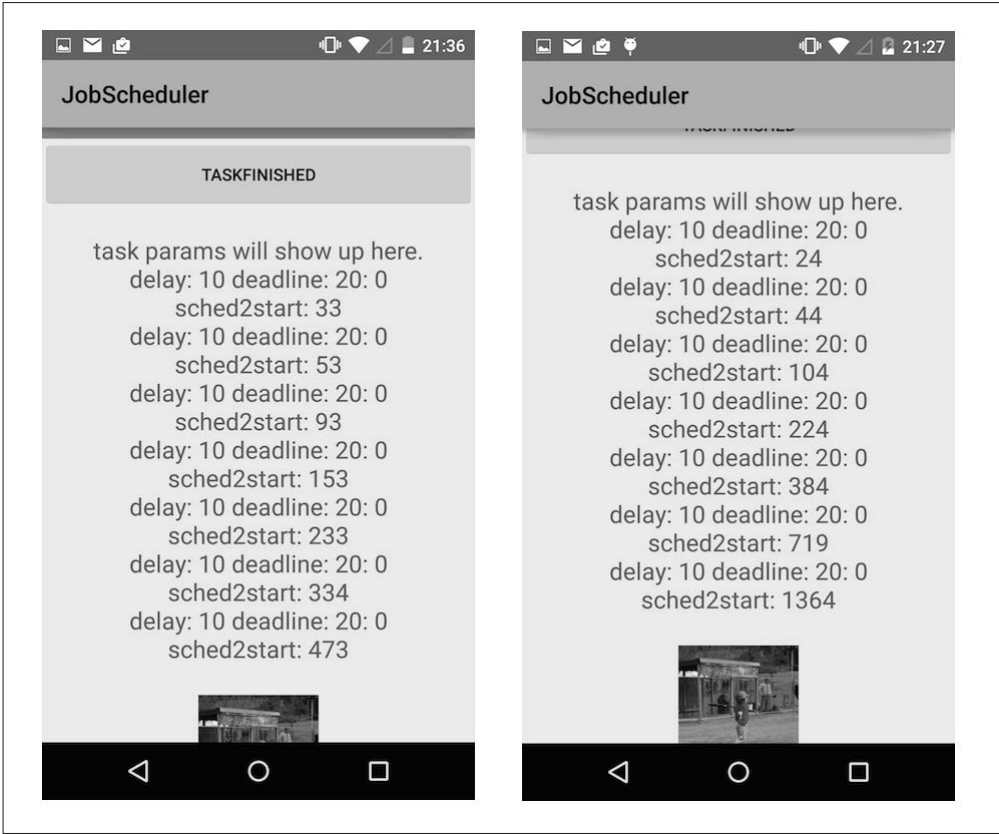 21:36
JobScheduler
TASKFINISHED
task params will show up here.
delay: 10 deadline: 20: 0
sched2start: 33
delay: 10 deadline: 20: 0
sched2start: 53
delay: 10 deadline: 20: 0
sched2start: 93
delay: 10 deadline: 20: 0
sched2start: 153
delay: 10 deadline: 20: 0
sched2start: 233
delay: 10 deadline: 20: 0
sched2start: 334
delay: 10 deadline: 20: 0
sched2start: 473
21:27
JobScheduler
TASKFINISHED
task params will show up here.
delay: 10 deadline: 20: 0
sched2start: 24
delay: 10 deadline: 20: 0
sched2start: 44
delay: 10 deadline: 20: 0
sched2start: 104
delay: 10 deadline: 20: 0
sched2start: 224
delay: 10 deadline: 20: 0
sched2start: 384
delay: 10 deadline: 20: 0
sched2start: 719
delay: 10 deadline: 20: 0
sched2start: 1364